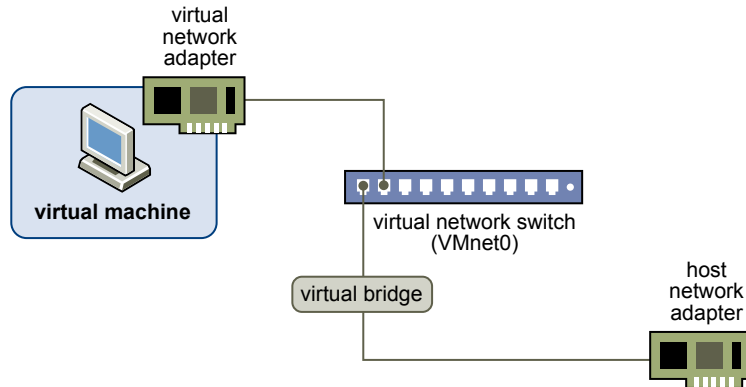 virtual
network
adapter
virtual machine
virtual network switch
(VMnet0)
virtual bridge
host
network
adapter